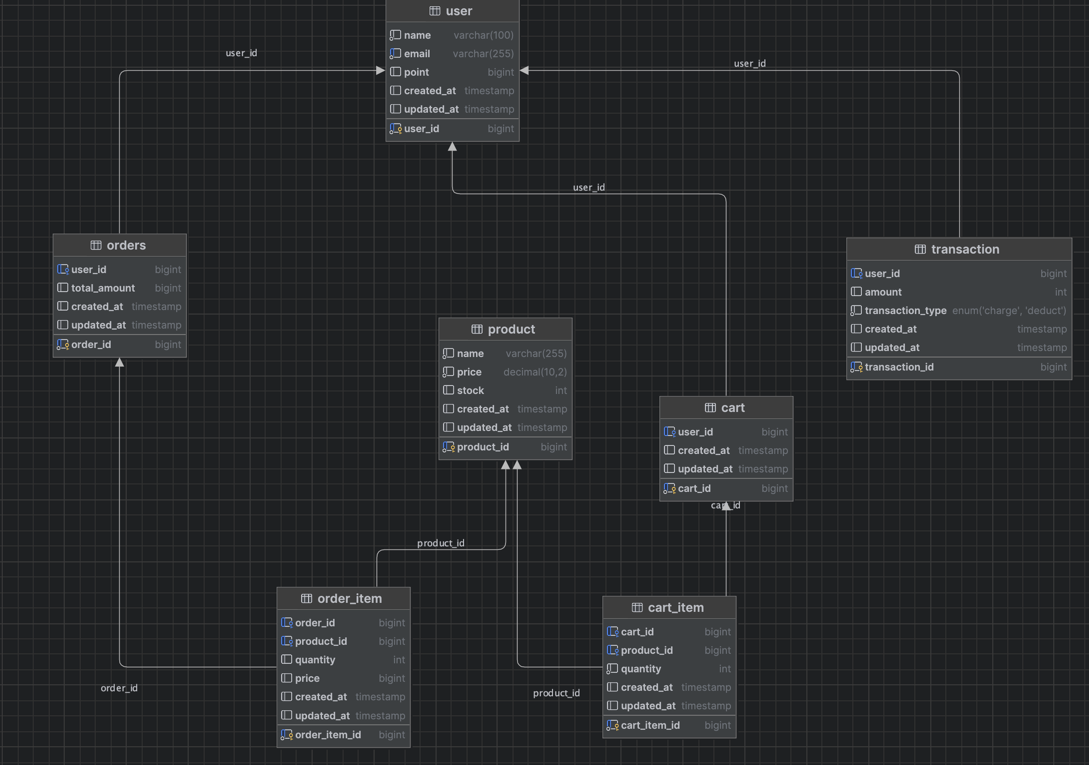 user
name varchar(100)
email varchar(255)
point bigint
created_at timestamp
updated_at timestamp
user_id bigint
user_id
user_id
user_id
orders
user_id bigint
total_amount bigint
created_at timestamp
updated_at timestamp
order_id bigint
transaction
user_id bigint
amount int
transaction_type enum('charge', 'deduct')
created_at timestamp
updated_at timestamp
transaction_id bigint
product
name varchar(255)
price decimal(10,2)
stock int
created_at timestamp
updated_at timestamp
product_id bigint
cart
user_id bigint
created_at timestamp
updated_at timestamp
cart_id bigint
cart_id
product_id
order_item
order_id bigint
product_id bigint
quantity int
price bigint
created_at timestamp
updated_at timestamp
order_item_id bigint
cart_item
cart_id bigint
product_id bigint
quantity int
created_at timestamp
updated_at timestamp
cart_item_id bigint
order_id
product_id